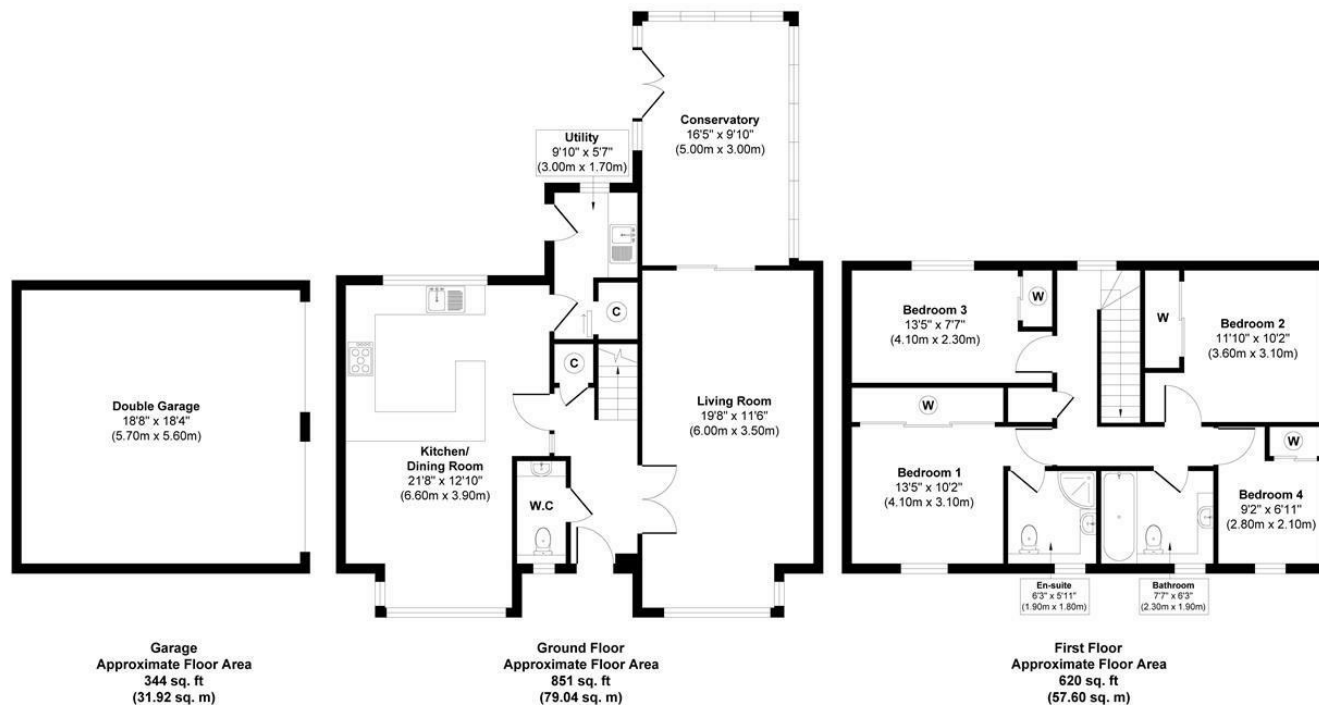 Conservatory
16'5" x 9'10"
(5.00m x 3.00m)
Utility
9'10" x 5'7"
(3.00m x 1.70m)
C
C
Double Garage
18'8" x 18'4"
(5.70m x 5.60m)
Kitchen/
Dining Room
21'8" x 12'10"
(6.60m x 3.90m)
W.C
Living Room
19'8" x 11'6"
(6.00m x 3.50m)
Bedroom 3
13'5" x 7'7"
(4.10m x 2.30m)
W
W
Bedroom 2
11'10" x 10'2"
(3.60m x 3.10m)
W
Bedroom 1
13'5" x 10'2"
(4.10m x 3.10m)
W
Bedroom 4
9'2" x 6'11"
(2.80m x 2.10m)
En-suite
6'3" x 5'11"
(1.90m x 1.80m)
Bathroom
7'7" x 6'3"
(2.30m x 1.90m)
Garage
Approximate Floor Area
344 sq. ft
(31.92 sq. m)
Ground Floor
Approximate Floor Area
851 sq. ft
(79.04 sq. m)
First Floor
Approximate Floor Area
620 sq. ft
(57.60 sq. m)